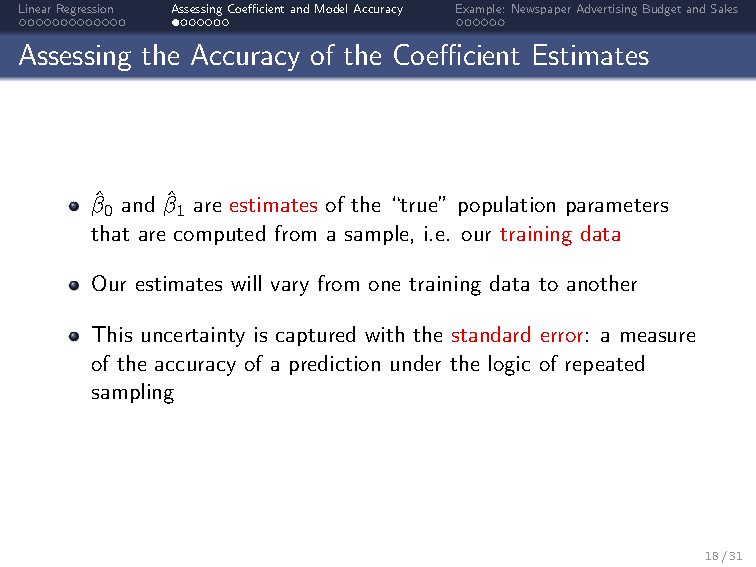 Linear Regression
Assessing Coefficient and Model Accuracy
Example: Newspaper Advertising Budget and Sales
Assessing the Accuracy of the Coefficient Estimates
β̂₀ and β̂₁ are estimates of the “true” population parameters
that are computed from a sample, i.e. our training data
Our estimates will vary from one training data to another
This uncertainty is captured with the standard error: a measure
of the accuracy of a prediction under the logic of repeated
sampling
18 / 31